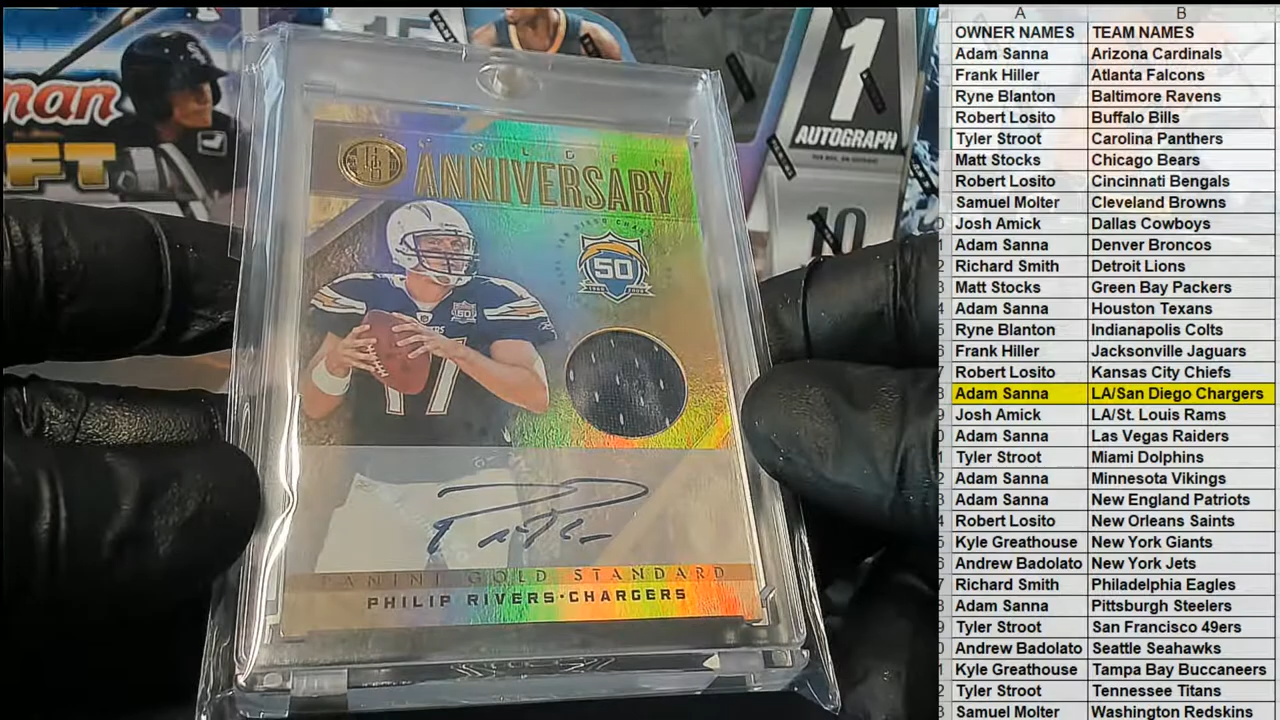 man
FT
15
1
AUTOGRAPH
10
GOLDEN
ANNIVERSARY
50
50
17
PANINI GOLD STANDARD
PHILIP RIVERS•CHARGERS
A B
OWNER NAMES TEAM NAMES
Adam Sanna Arizona Cardinals
Frank Hiller Atlanta Falcons
Ryne Blanton Baltimore Ravens
Robert Losito Buffalo Bills
Tyler Stroot Carolina Panthers
Matt Stocks Chicago Bears
Robert Losito Cincinnati Bengals
Samuel Molter Cleveland Browns
Josh Amick Dallas Cowboys
Adam Sanna Denver Broncos
Richard Smith Detroit Lions
Matt Stocks Green Bay Packers
Adam Sanna Houston Texans
Ryne Blanton Indianapolis Colts
Frank Hiller Jacksonville Jaguars
Robert Losito Kansas City Chiefs
Adam Sanna LA/San Diego Chargers
Josh Amick LA/St. Louis Rams
Adam Sanna Las Vegas Raiders
Tyler Stroot Miami Dolphins
Adam Sanna Minnesota Vikings
Adam Sanna New England Patriots
Robert Losito New Orleans Saints
Kyle Greathouse New York Giants
Andrew Badolato New York Jets
Richard Smith Philadelphia Eagles
Adam Sanna Pittsburgh Steelers
Tyler Stroot San Francisco 49ers
Andrew Badolato Seattle Seahawks
Kyle Greathouse Tampa Bay Buccaneers
Tyler Stroot Tennessee Titans
Samuel Molter Washington Redskins